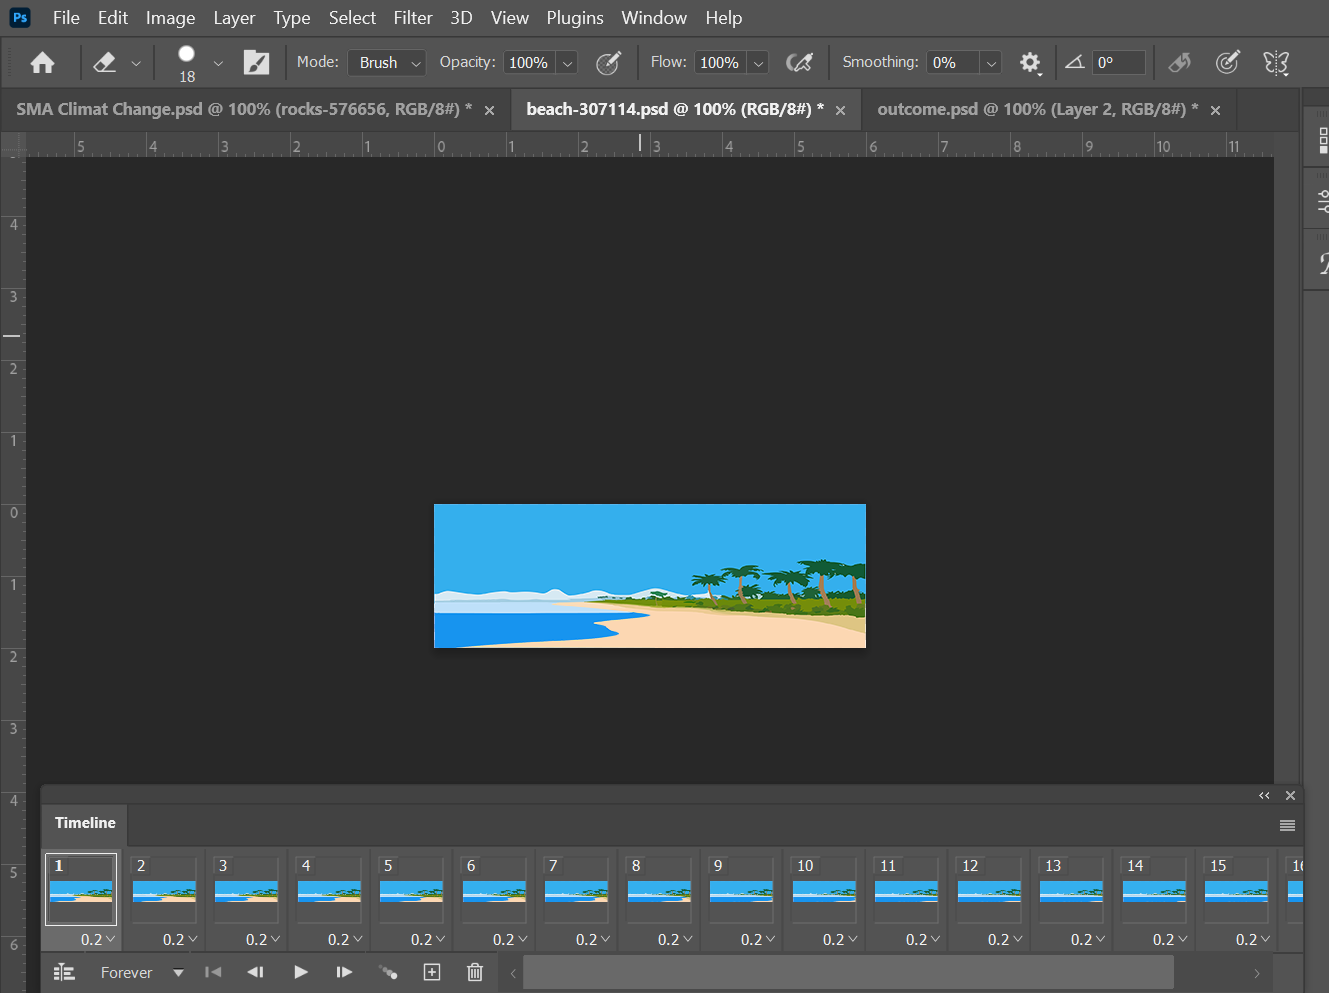 Ps File Edit Image Layer Type Select Filter 3D View Plugins Window Help
18 Mode: Brush Opacity: 100% Flow: 100% Smoothing: 0% 0°
SMA Climat Change.psd @ 100% (rocks-576656, RGB/8#) * × beach-307114.psd @ 100% (RGB/8#) * × outcome.psd @ 100% (Layer 2, RGB/8#) * ×
5 4 3 2 1 0 1 2 3 4 5 6 7 8 9 10 11
4
3
2
1
0
1
2
3
4
5
6
Timeline
1 2 3 4 5 6 7 8 9 10 11 12 13 14 15 16
0.2 0.2 0.2 0.2 0.2 0.2 0.2 0.2 0.2 0.2 0.2 0.2 0.2 0.2 0.2
Forever